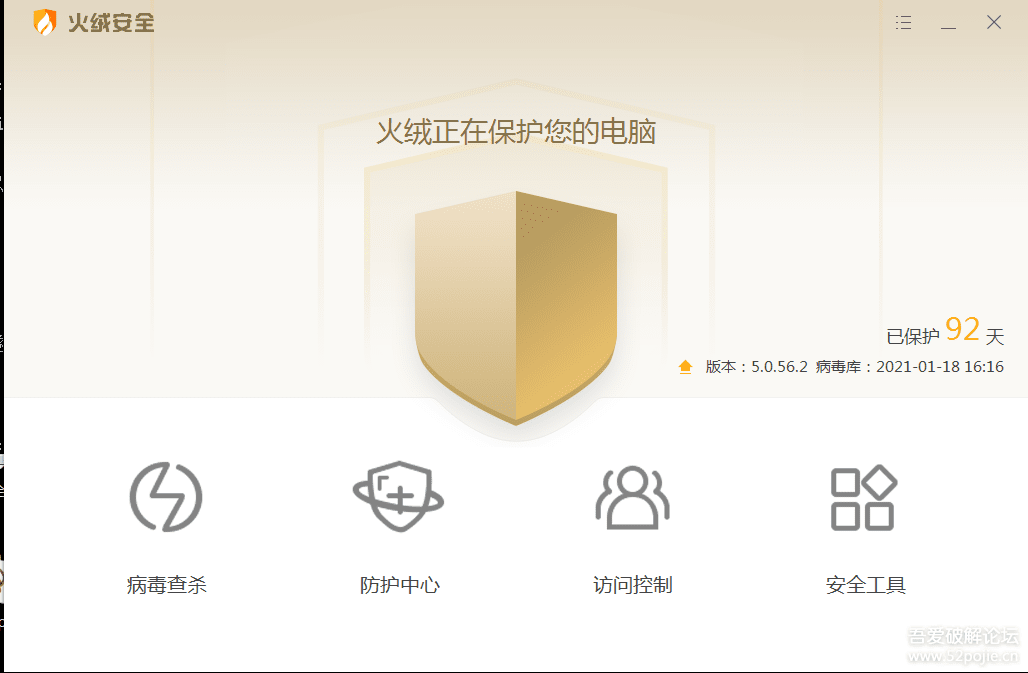 火绒安全
火绒正在保护您的电脑
已保护 92 天
版本：5.0.56.2 病毒库：2021-01-18 16:16
病毒查杀
防护中心
访问控制
安全工具
吾爱破解论坛
www.52pojie.cn